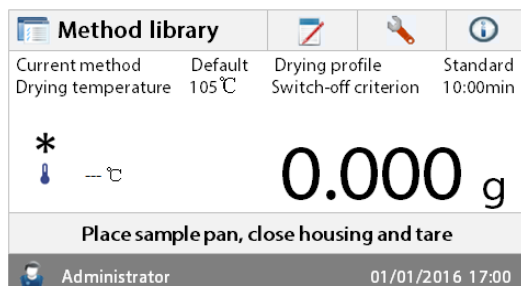 Method library
Current method Default Drying profile Standard
Drying temperature 105℃ Switch-off criterion 10:00min
*
--- ℃
0.000 g
Place sample pan, close housing and tare
Administrator 01/01/2016 17:00